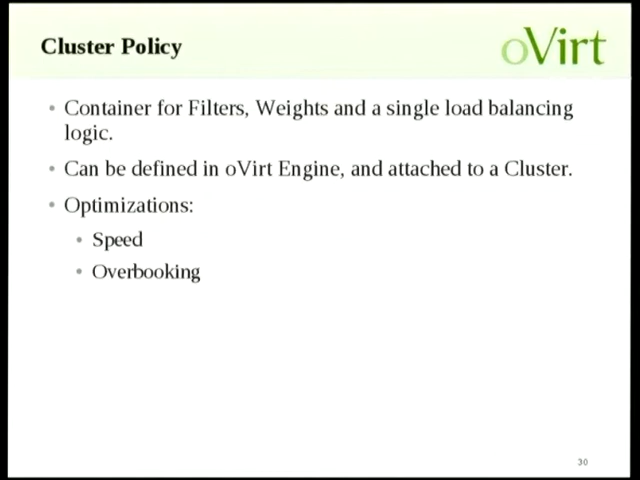 Cluster Policy
oVirt
Container for Filters, Weights and a single load balancing
logic.
Can be defined in oVirt Engine, and attached to a Cluster.
Optimizations:
Speed
Overbooking
30